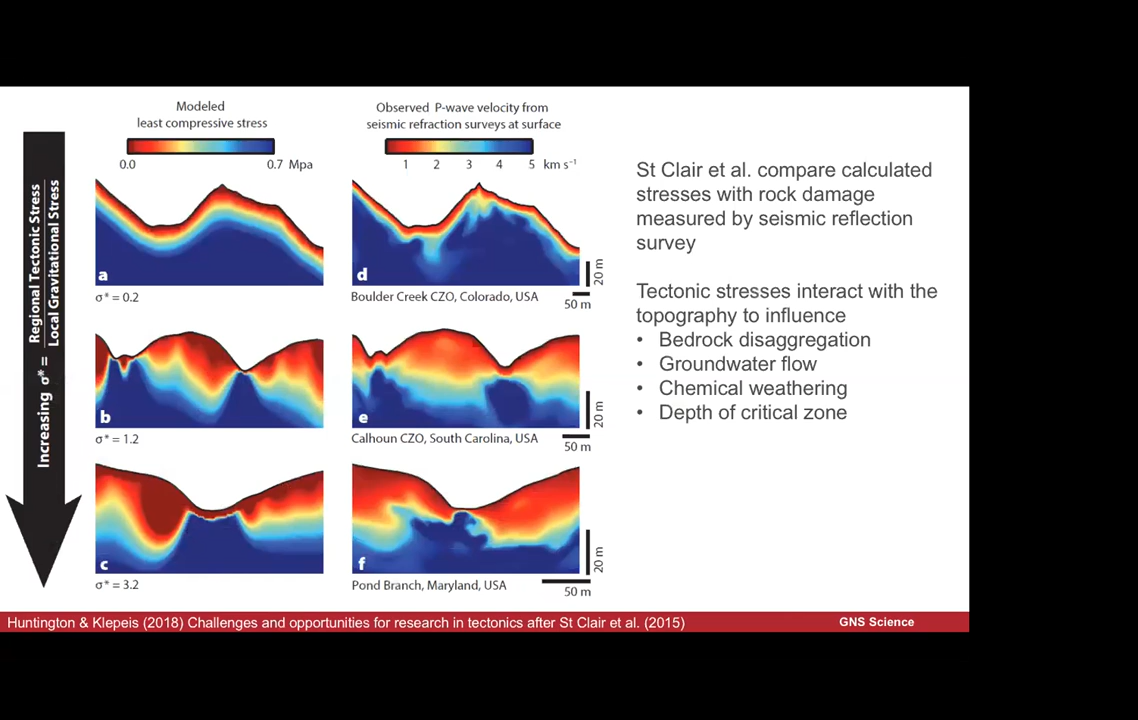 Modeled
least compressive stress
0.0 0.7 Mpa
Observed P-wave velocity from
seismic refraction surveys at surface
1 2 3 4 5 km s⁻¹
Increasing σ* = Regional Tectonic Stress
Local Gravitational Stress
a
σ* = 0.2
d
Boulder Creek CZO, Colorado, USA
20 m
50 m
b
σ* = 1.2
e
Calhoun CZO, South Carolina, USA
20 m
50 m
c
σ* = 3.2
f
Pond Branch, Maryland, USA
20 m
50 m
St Clair et al. compare calculated
stresses with rock damage
measured by seismic reflection
survey
Tectonic stresses interact with the
topography to influence
• Bedrock disaggregation
• Groundwater flow
• Chemical weathering
• Depth of critical zone
Huntington & Klepeis (2018) Challenges and opportunities for research in tectonics after St Clair et al. (2015)
GNS Science